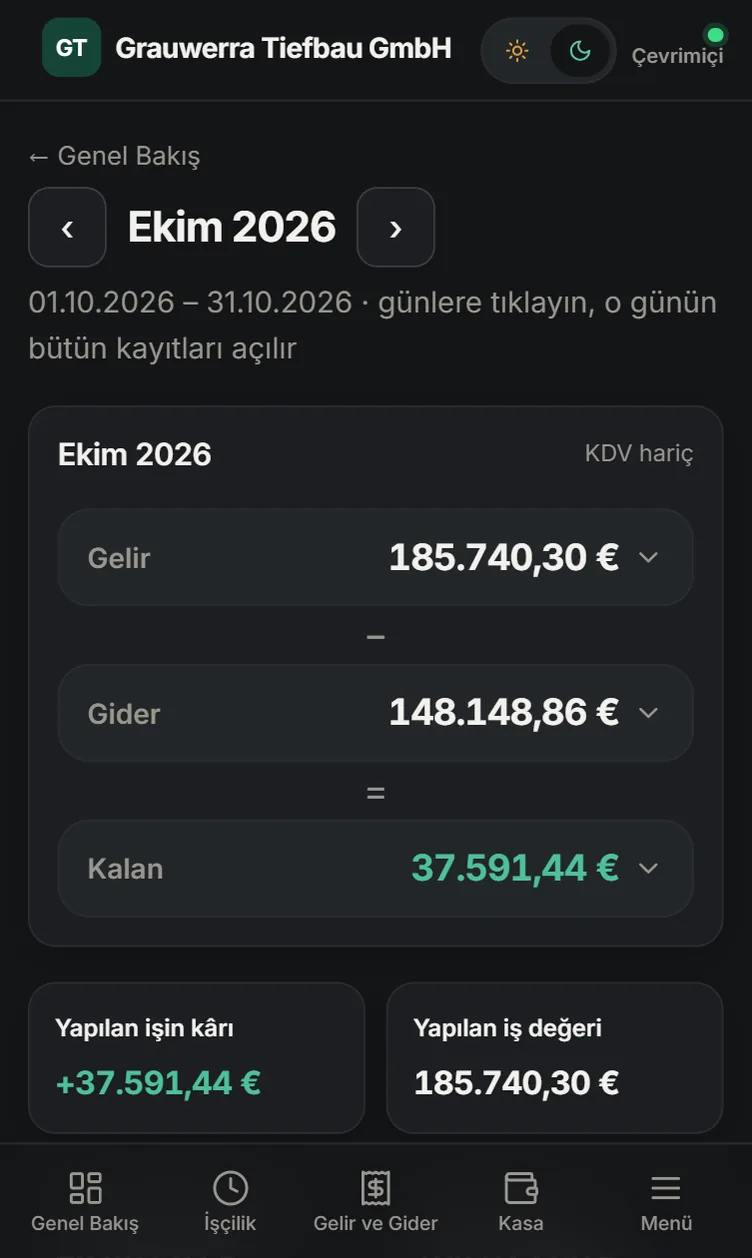 GT Grauwerra Tiefbau GmbH Çevrimiçi
← Genel Bakış
‹ Ekim 2026 ›
01.10.2026 – 31.10.2026 · günlere tıklayın, o günün
bütün kayıtları açılır
Ekim 2026 KDV hariç
Gelir 185.740,30 €
−
Gider 148.148,86 €
=
Kalan 37.591,44 €
Yapılan işin kârı Yapılan iş değeri
+37.591,44 € 185.740,30 €
Genel Bakış İşçilik Gelir ve Gider Kasa Menü